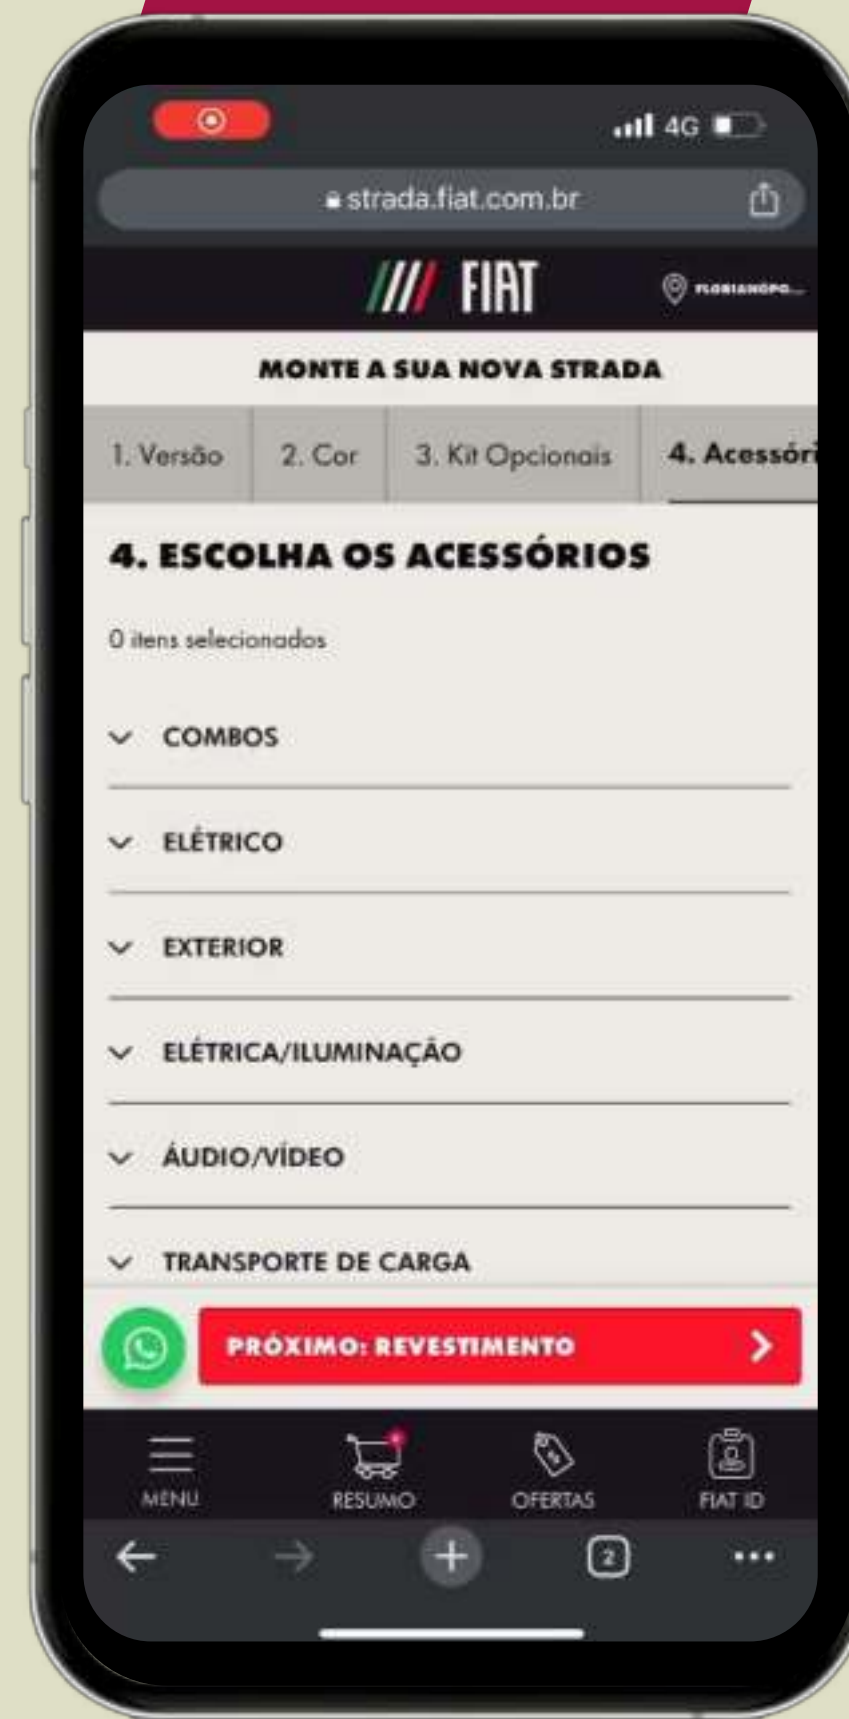 4G
strada.fiat.com.br
FIAT
FLORIANÓPO...
MONTE A SUA NOVA STRADA
1. Versão 2. Cor 3. Kit Opcionais 4. Acessóri
4. ESCOLHA OS ACESSÓRIOS
0 itens selecionados
COMBOS
ELÉTRICO
EXTERIOR
ELÉTRICA/ILUMINAÇÃO
ÁUDIO/VÍDEO
TRANSPORTE DE CARGA
PRÓXIMO: REVESTIMENTO
MENU RESUMO OFERTAS FIAT ID
2